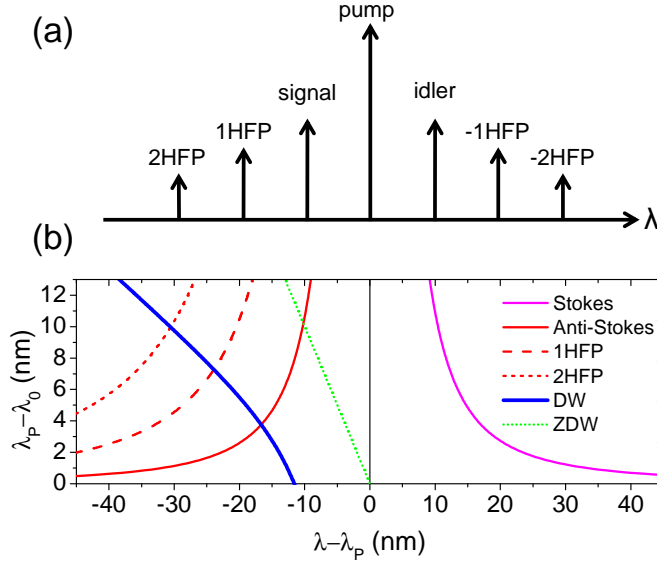 (a)
pump
signal
idler
1HFP
-1HFP
2HFP
-2HFP
λ
(b)
12
10
8
6
4
2
0
λP−λ0 (nm)
Stokes
Anti-Stokes
1HFP
2HFP
DW
ZDW
-40 -30 -20 -10 0 10 20 30 40
λ−λP (nm)